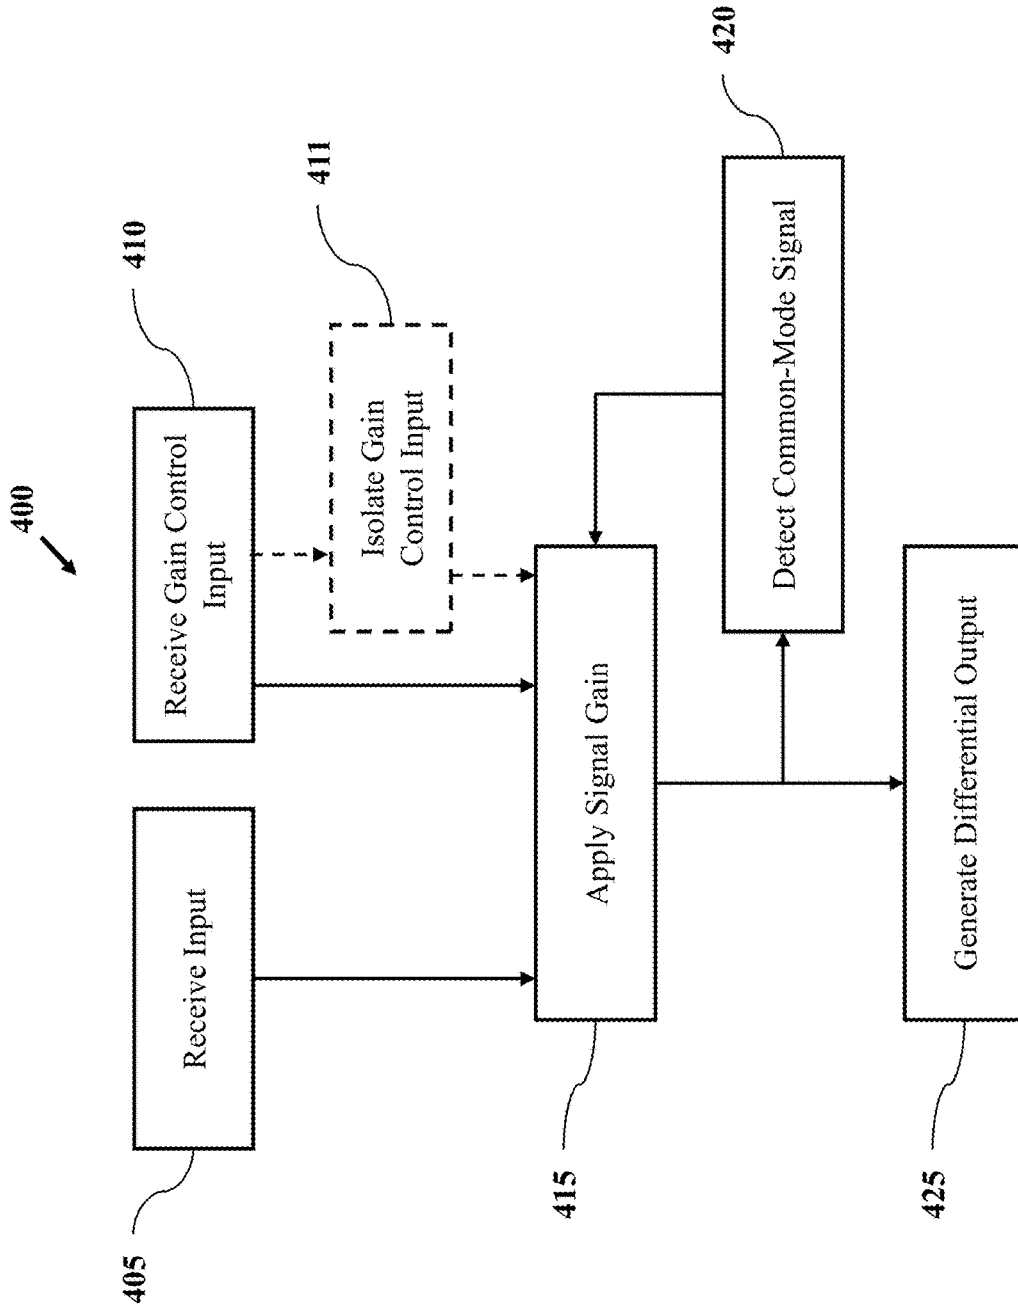 400
405
Receive Input
410
Receive Gain Control
Input
411
Isolate Gain
Control Input
415
Apply Signal Gain
420
Detect Common-Mode Signal
425
Generate Differential Output